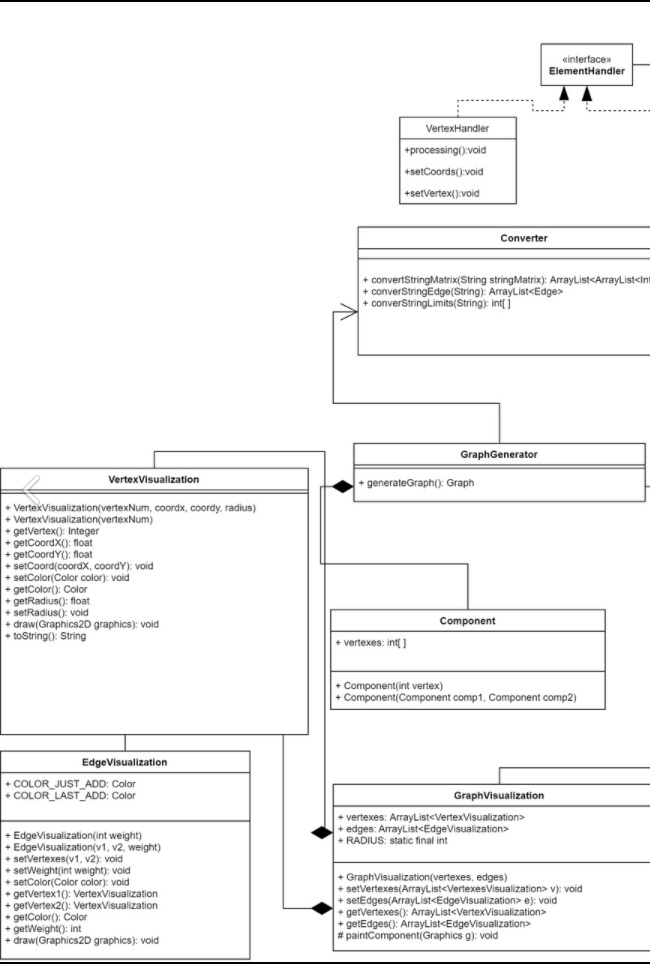 «interface»
ElementHandler
VertexHandler
+processing():void
+setCoords():void
+setVertex():void
Converter
+ convertStringMatrix(String stringMatrix): ArrayList<ArrayList<Int
+ converStringEdge(String): ArrayList<Edge>
+ converStringLimits(String): int[ ]
GraphGenerator
+ generateGraph(): Graph
VertexVisualization
+ VertexVisualization(vertexNum, coordx, coordy, radius)
+ VertexVisualization(vertexNum)
+ getVertex(): Integer
+ getCoordX(): float
+ getCoordY(): float
+ setCoord(coordX, coordY): void
+ setColor(Color color): void
+ getColor(): Color
+ getRadius(): float
+ setRadius(): void
+ draw(Graphics2D graphics): void
+ toString(): String
Component
+ vertexes: int[ ]
+ Component(int vertex)
+ Component(Component comp1, Component comp2)
EdgeVisualization
+ COLOR_JUST_ADD: Color
+ COLOR_LAST_ADD: Color
+ EdgeVisualization(int weight)
+ EdgeVisualization(v1, v2, weight)
+ setVertexes(v1, v2): void
+ setWeight(int weight): void
+ setColor(Color color): void
+ getVertex1(): VertexVisualization
+ getVertex2(): VertexVisualization
+ getColor(): Color
+ getWeight(): int
+ draw(Graphics2D graphics): void
GraphVisualization
+ vertexes: ArrayList<VertexVisualization>
+ edges: ArrayList<EdgeVisualization>
+ RADIUS: static final int
+ GraphVisualization(vertexes, edges)
+ setVertexes(ArrayList<VertexesVisualization> v): void
+ setEdges(ArrayList<EdgeVisualization> e): void
+ getVertexes(): ArrayList<VertexVisualization>
+ getEdges(): ArrayList<EdgeVisualization>
# paintComponent(Graphics g): void